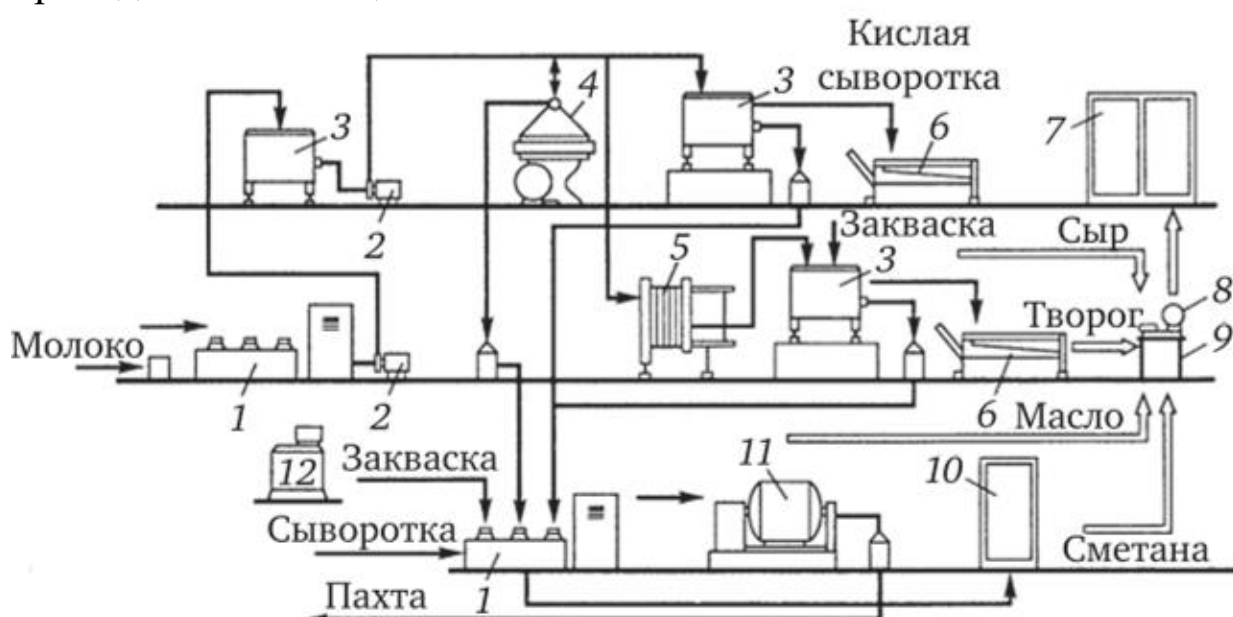 Кислая
сыворотка
3
4
3
6
7
2
Закваска
Сыр
5
3
8
Творог
9
Молоко
1
2
6
Масло
12
Закваска
11
10
Сыворотка
Сметана
1
Пахта